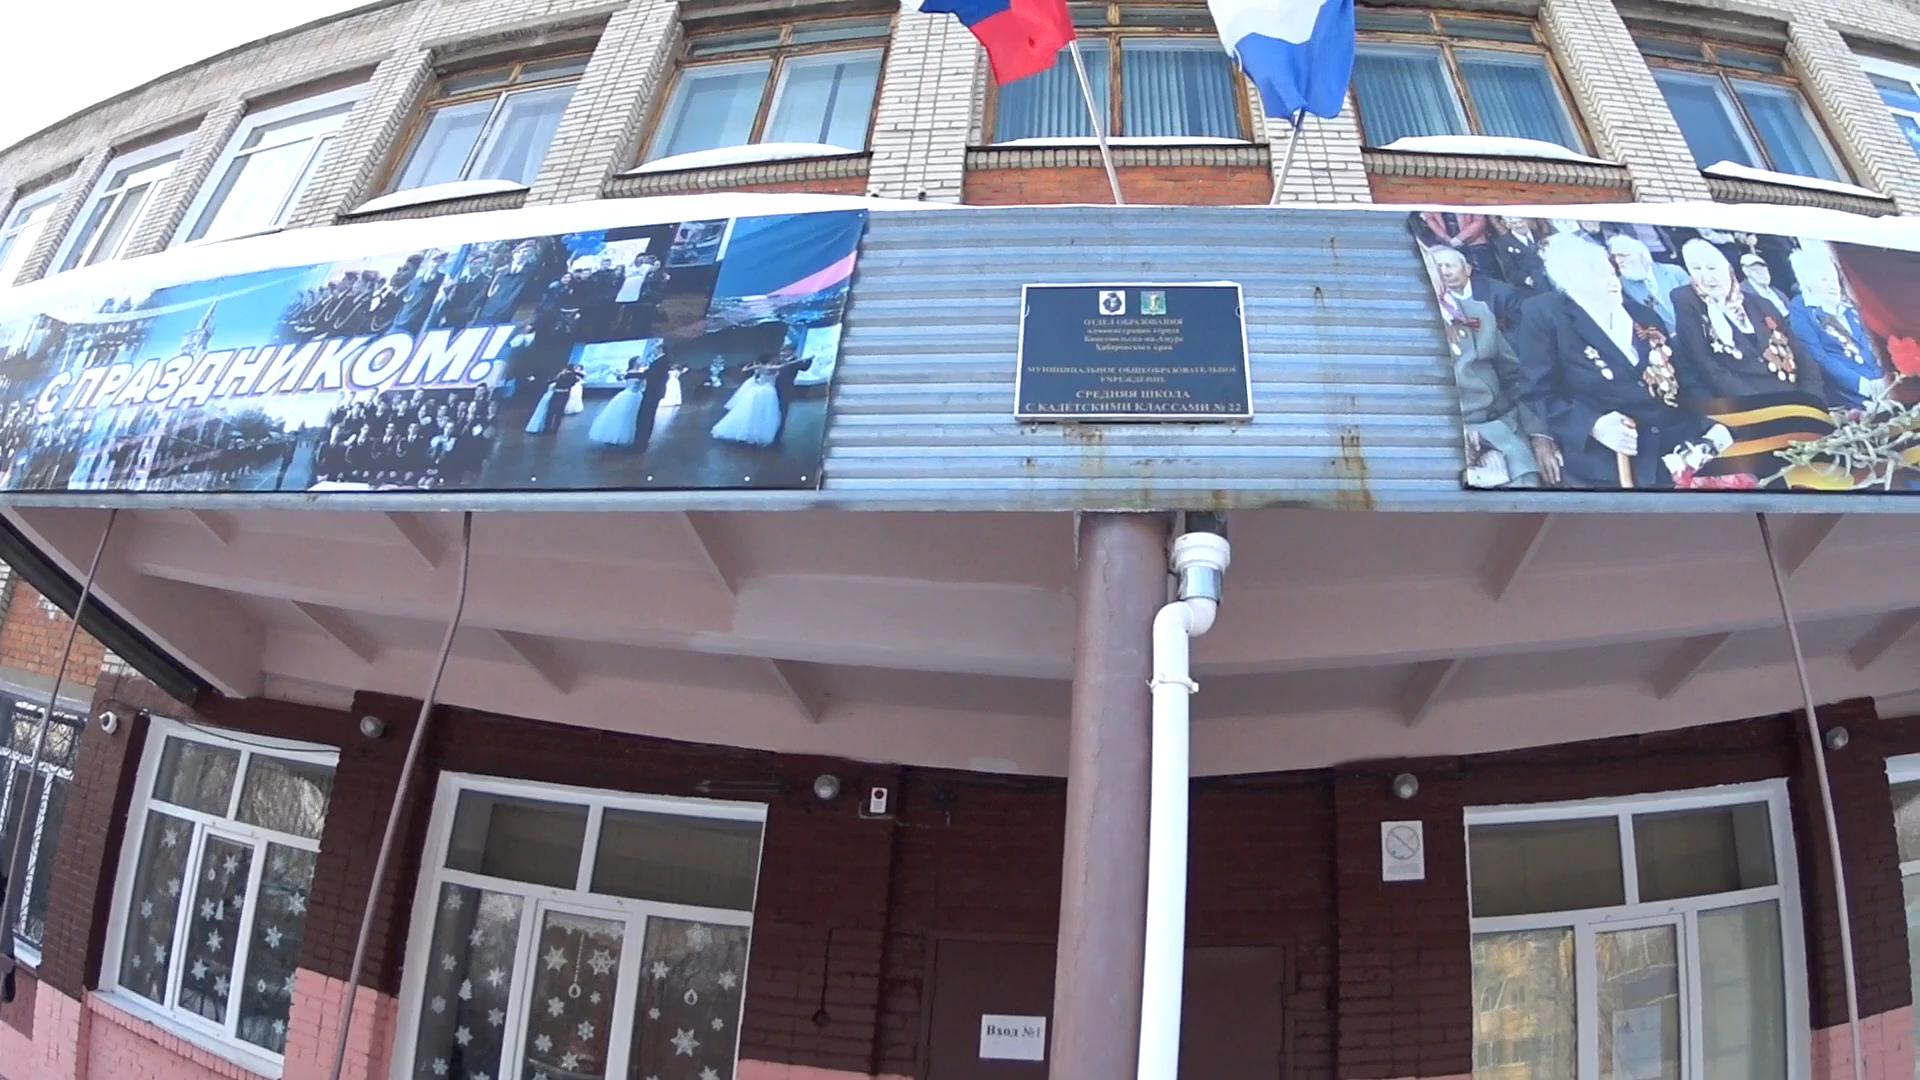 С ПРАЗДНИКОМ!
ОТДЕЛ ОБРАЗОВАНИЯ
администрации города
Комсомольска-на-Амуре
Хабаровского края
МУНИЦИПАЛЬНОЕ ОБЩЕОБРАЗОВАТЕЛЬНОЕ
УЧРЕЖДЕНИЕ
СРЕДНЯЯ ШКОЛА
С КАДЕТСКИМИ КЛАССАМИ № 22
Вход №1